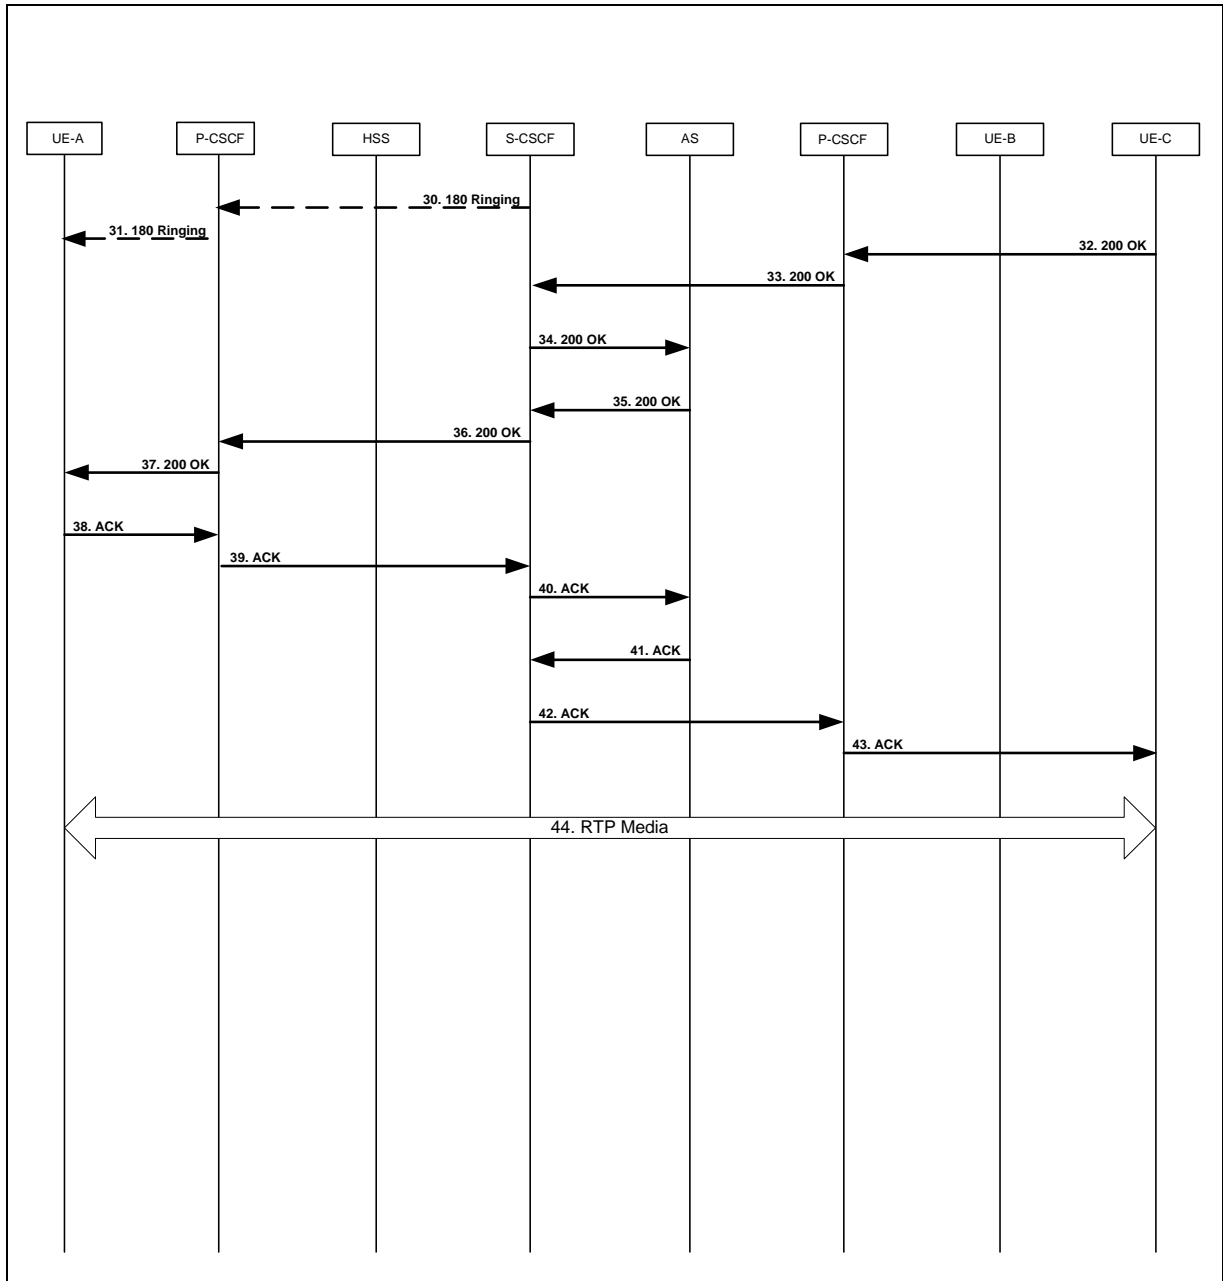 UE-A
P-CSCF
HSS
S-CSCF
AS
P-CSCF
UE-B
UE-C
30. 180 Ringing
31. 180 Ringing
32. 200 OK
33. 200 OK
34. 200 OK
35. 200 OK
36. 200 OK
37. 200 OK
38. ACK
39. ACK
40. ACK
41. ACK
42. ACK
43. ACK
44. RTP Media